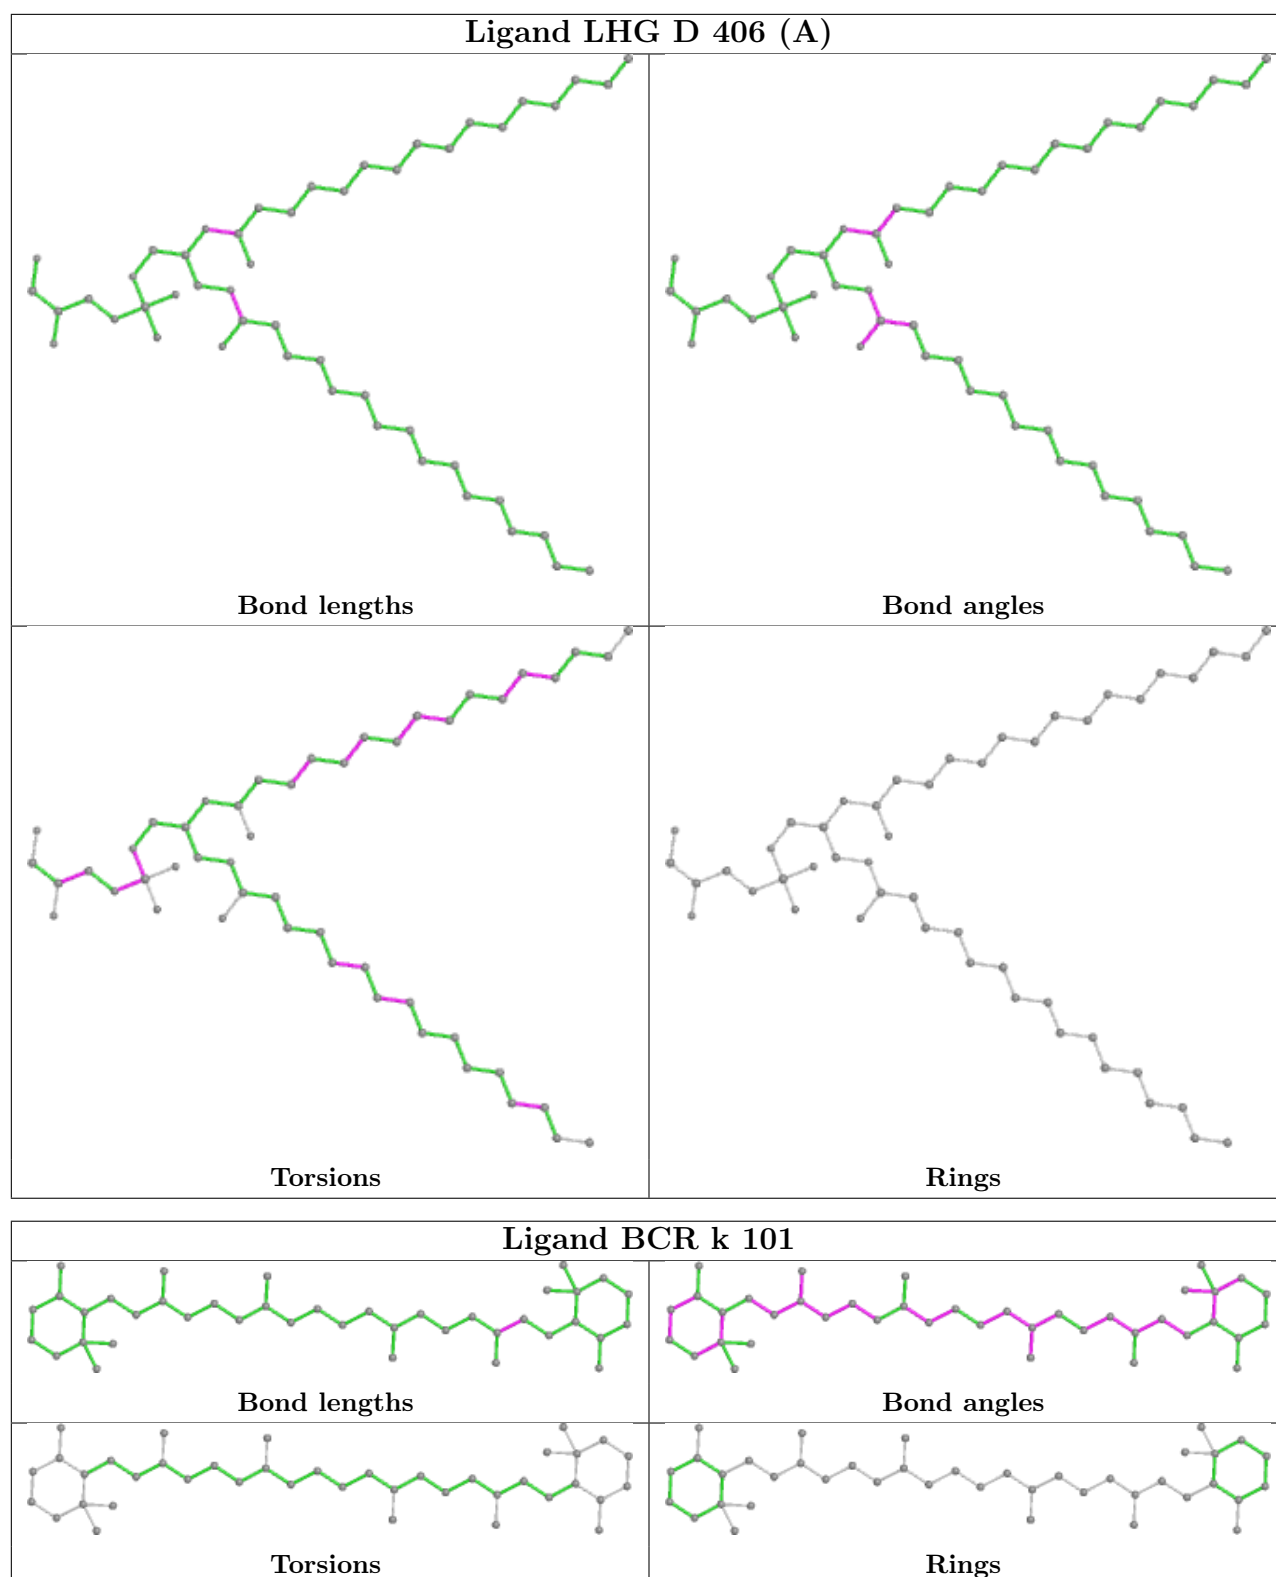 Ligand LHG D 406 (A)
Bond lengths
Bond angles
Torsions
Rings
Ligand BCR k 101
Bond lengths
Bond angles
Torsions
Rings